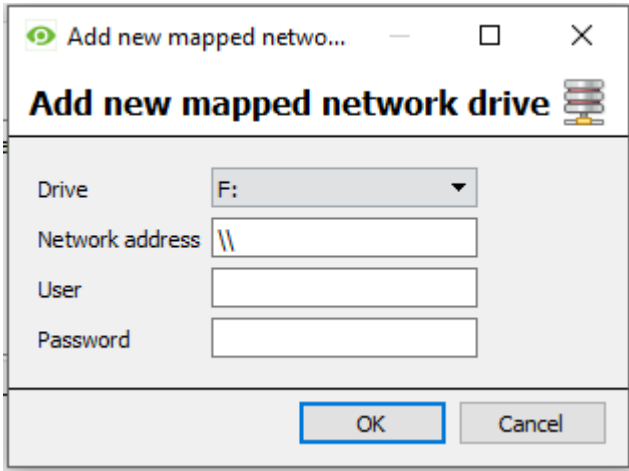 Add new mapped netwo...
Add new mapped network drive
Drive F:
Network address \\
User
Password
OK Cancel